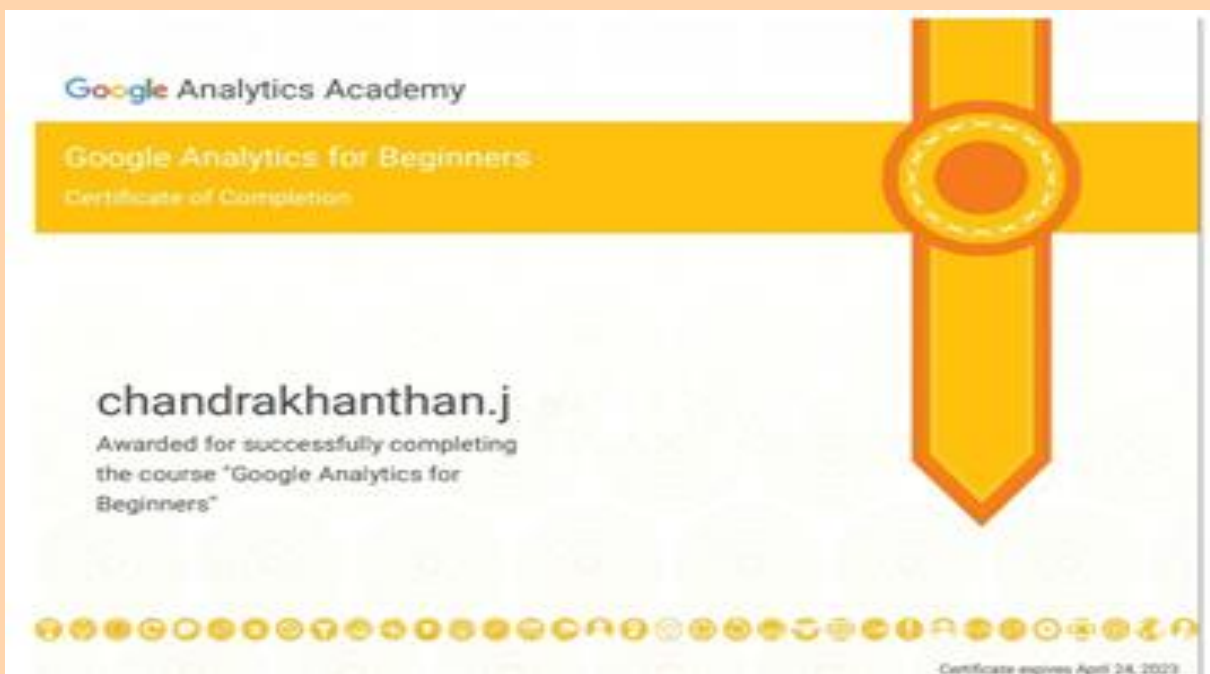 Google Analytics Academy
Google Analytics for Beginners
Certificate of Completion
chandrakhanthan.j
Awarded for successfully completing
the course "Google Analytics for
Beginners"
Certificate expires April 24, 2023